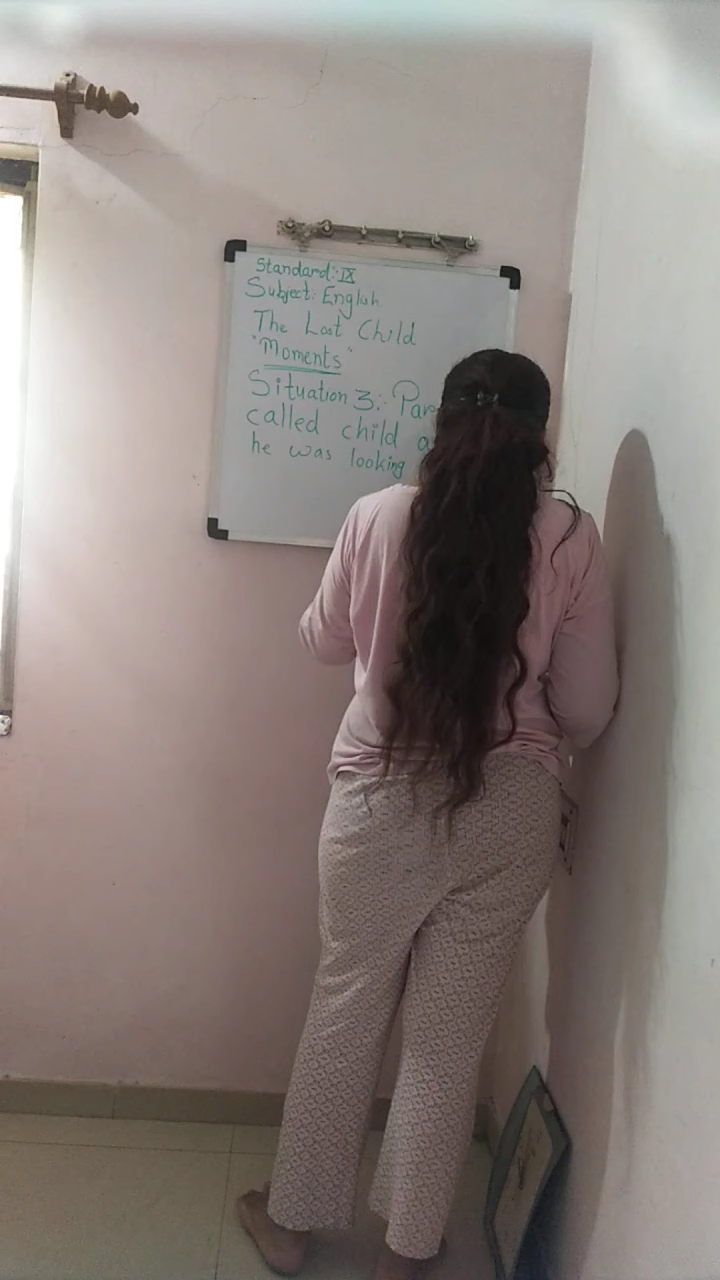 Standard: IX
Subject: English
The Lost Child
"Moments"
Situation 3:- Par
called child a
he was looking